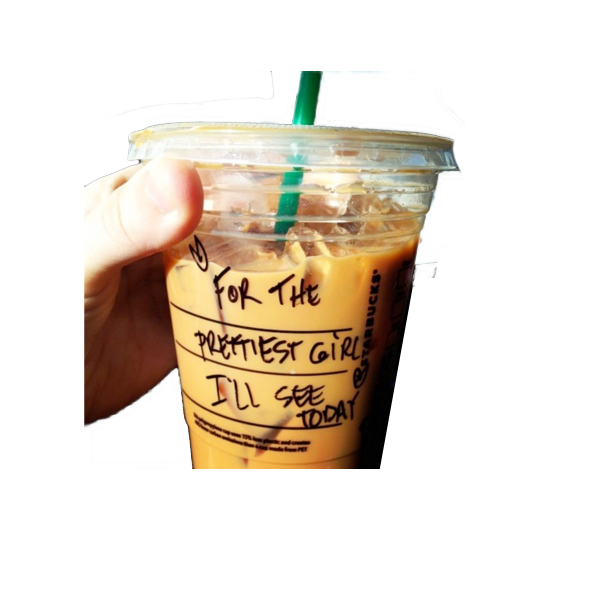 FOR THE
PRETTIEST GIRL
I'LL SEE
TODAY
STARBUCKS